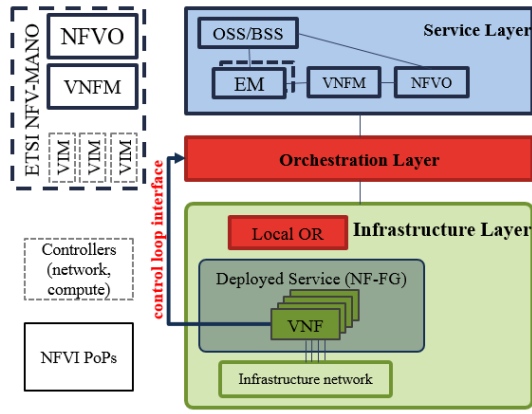 ETSI NFV-MANO
NFVO
VNFM
VIM
VIM
VIM
Controllers
(network,
compute)
NFVI PoPs
Service Layer
OSS/BSS
EM
VNFM
NFVO
Orchestration Layer
control loop interface
Infrastructure Layer
Local OR
Deployed Service (NF-FG)
VNF
Infrastructure network